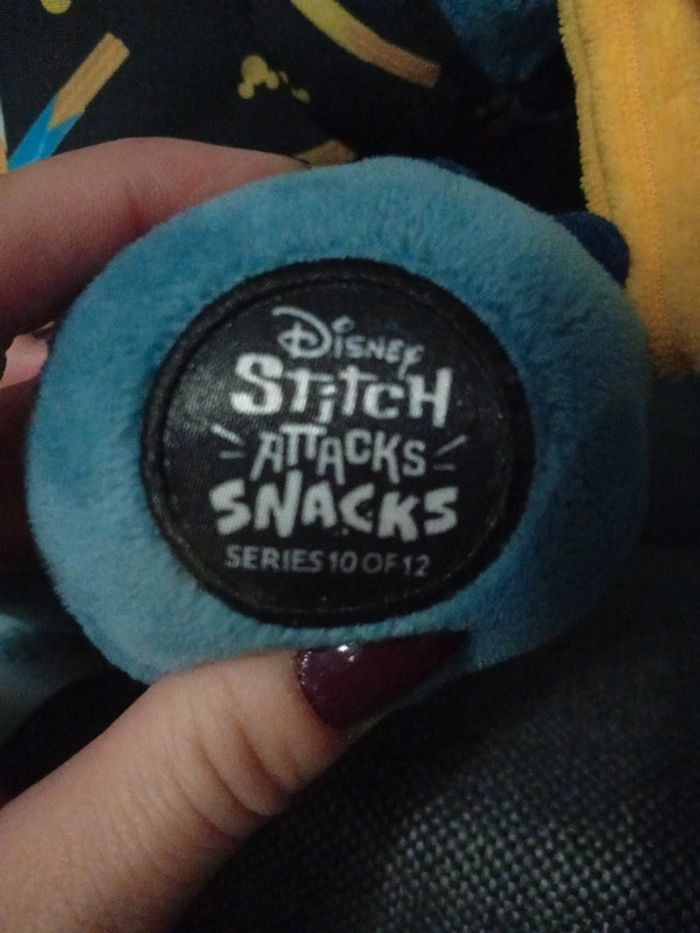 Disney
Stitch
ATTACKS
SNACKS
SERIES 10 OF 12